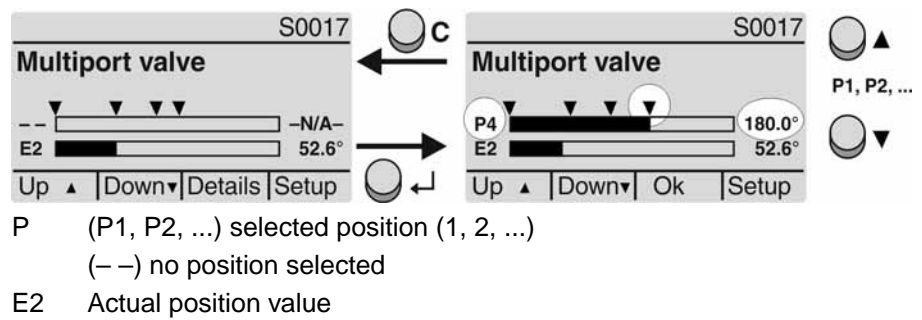 S0017
Multiport valve
– – –N/A–
E2 52.6°
Up ▲ Down▼ Details Setup
C
S0017
Multiport valve
P4 180.0°
E2 52.6°
Up ▲ Down▼ Ok Setup
▲
P1, P2, ...
▼
P (P1, P2, ...) selected position (1, 2, ...)
(– –) no position selected
E2 Actual position value